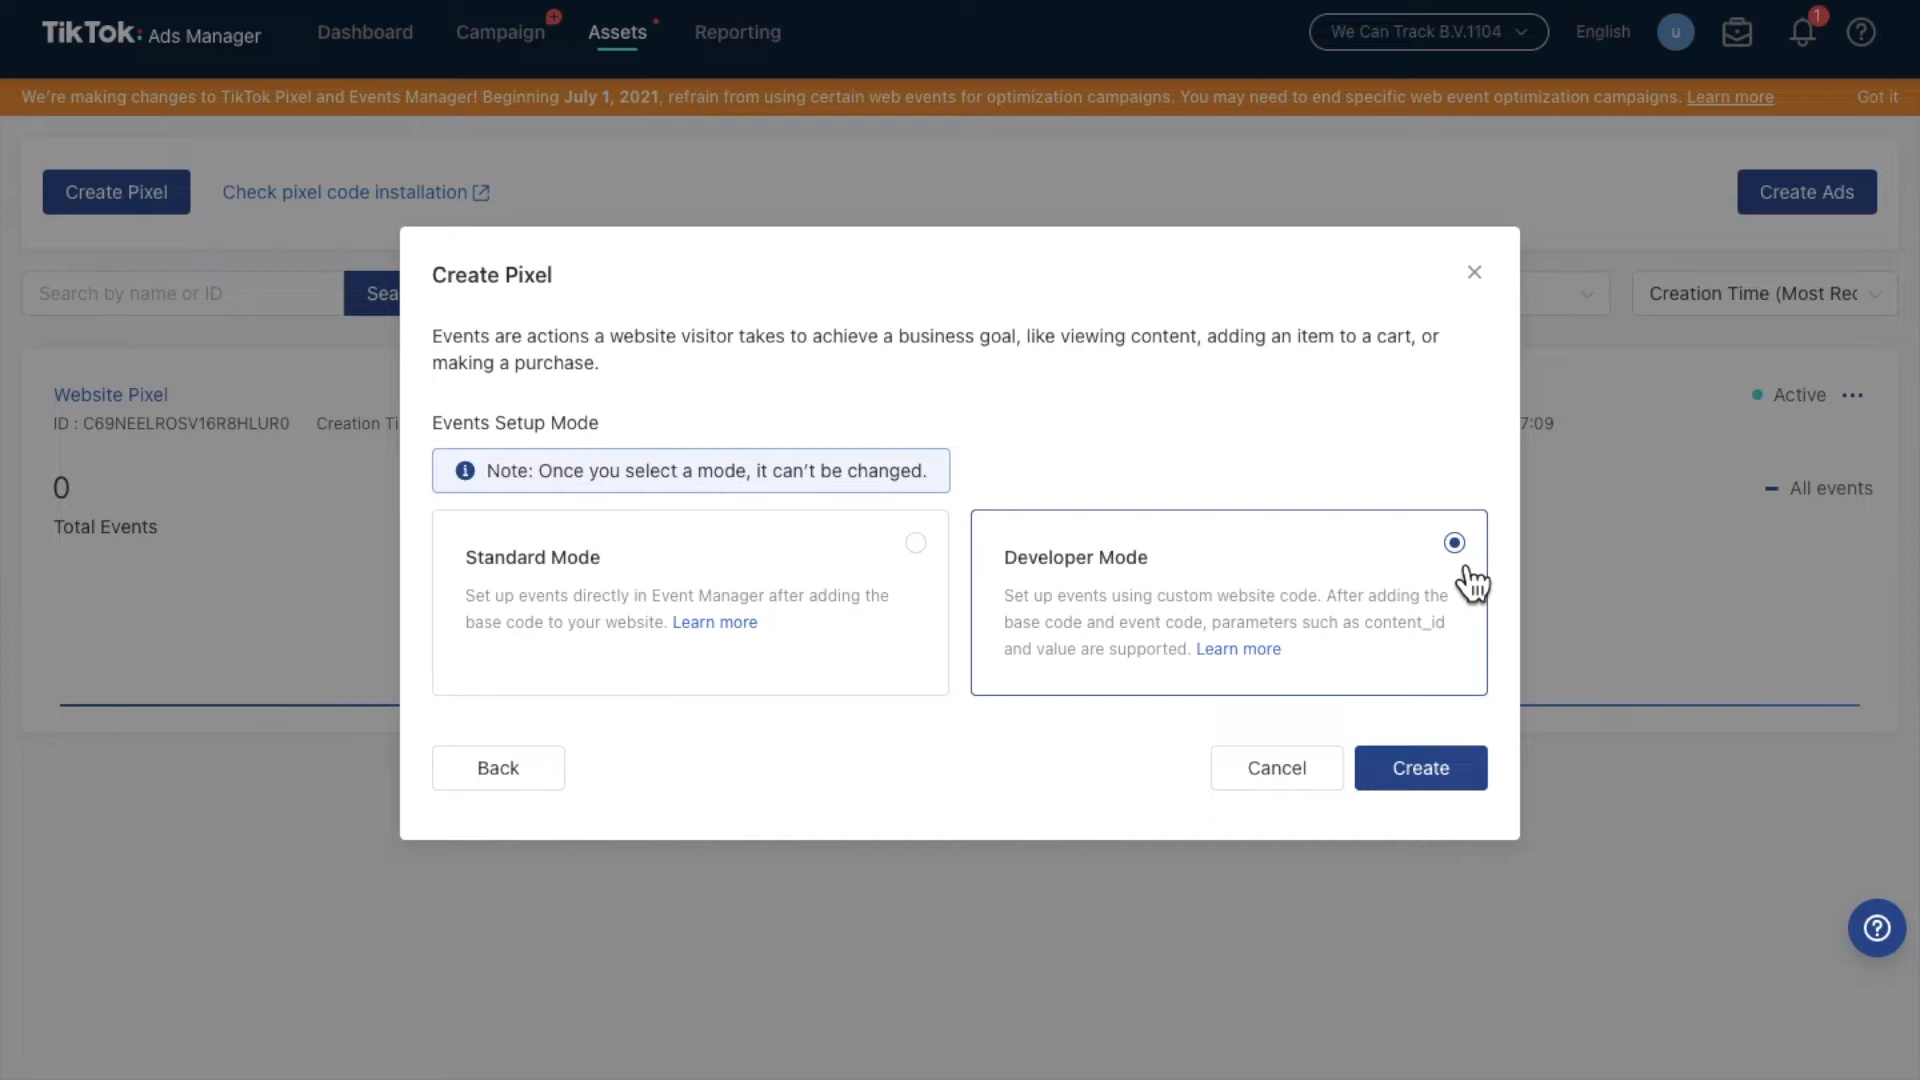 TikTok: Ads Manager
Dashboard
Campaign
Assets
Reporting
We Can Track B.V.1104
English
u
1
We're making changes to TikTok Pixel and Events Manager! Beginning July 1, 2021, refrain from using certain web events for optimization campaigns. You may need to end specific web event optimization campaigns. Learn more
Got it
Create Pixel
Check pixel code installation
Create Ads
Search by name or ID
Sea
Creation Time (Most Rec
Create Pixel
Events are actions a website visitor takes to achieve a business goal, like viewing content, adding an item to a cart, or
making a purchase.
Website Pixel
Active
ID : C69NEELROSV16R8HLUR0
Creation Ti
7:09
Events Setup Mode
Note: Once you select a mode, it can't be changed.
0
All events
Total Events
Standard Mode
Set up events directly in Event Manager after adding the
base code to your website. Learn more
Developer Mode
Set up events using custom website code. After adding the
base code and event code, parameters such as content_id
and value are supported. Learn more
Back
Cancel
Create